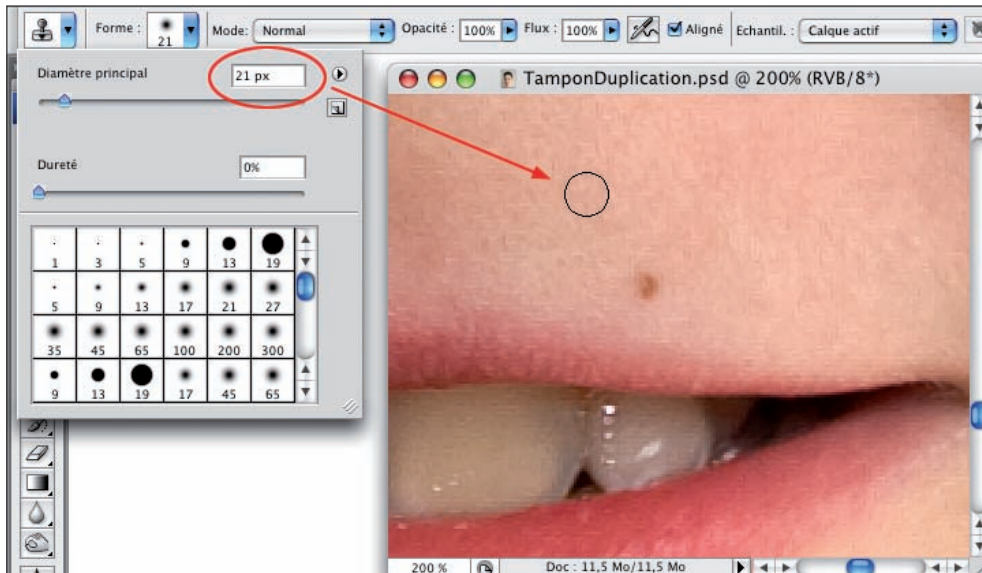 Forme : 21 Mode: Normal Opacité : 100% Flux : 100% Aligné Echantil. : Calque actif
Diamètre principal 21 px
Dureté 0%
1 3 5 9 13 19
5 9 13 17 21 27
35 45 65 100 200 300
9 13 19 17 45 65
TamponDuplication.psd @ 200% (RVB/8*)
200 % Doc : 11,5 Mo/11,5 Mo